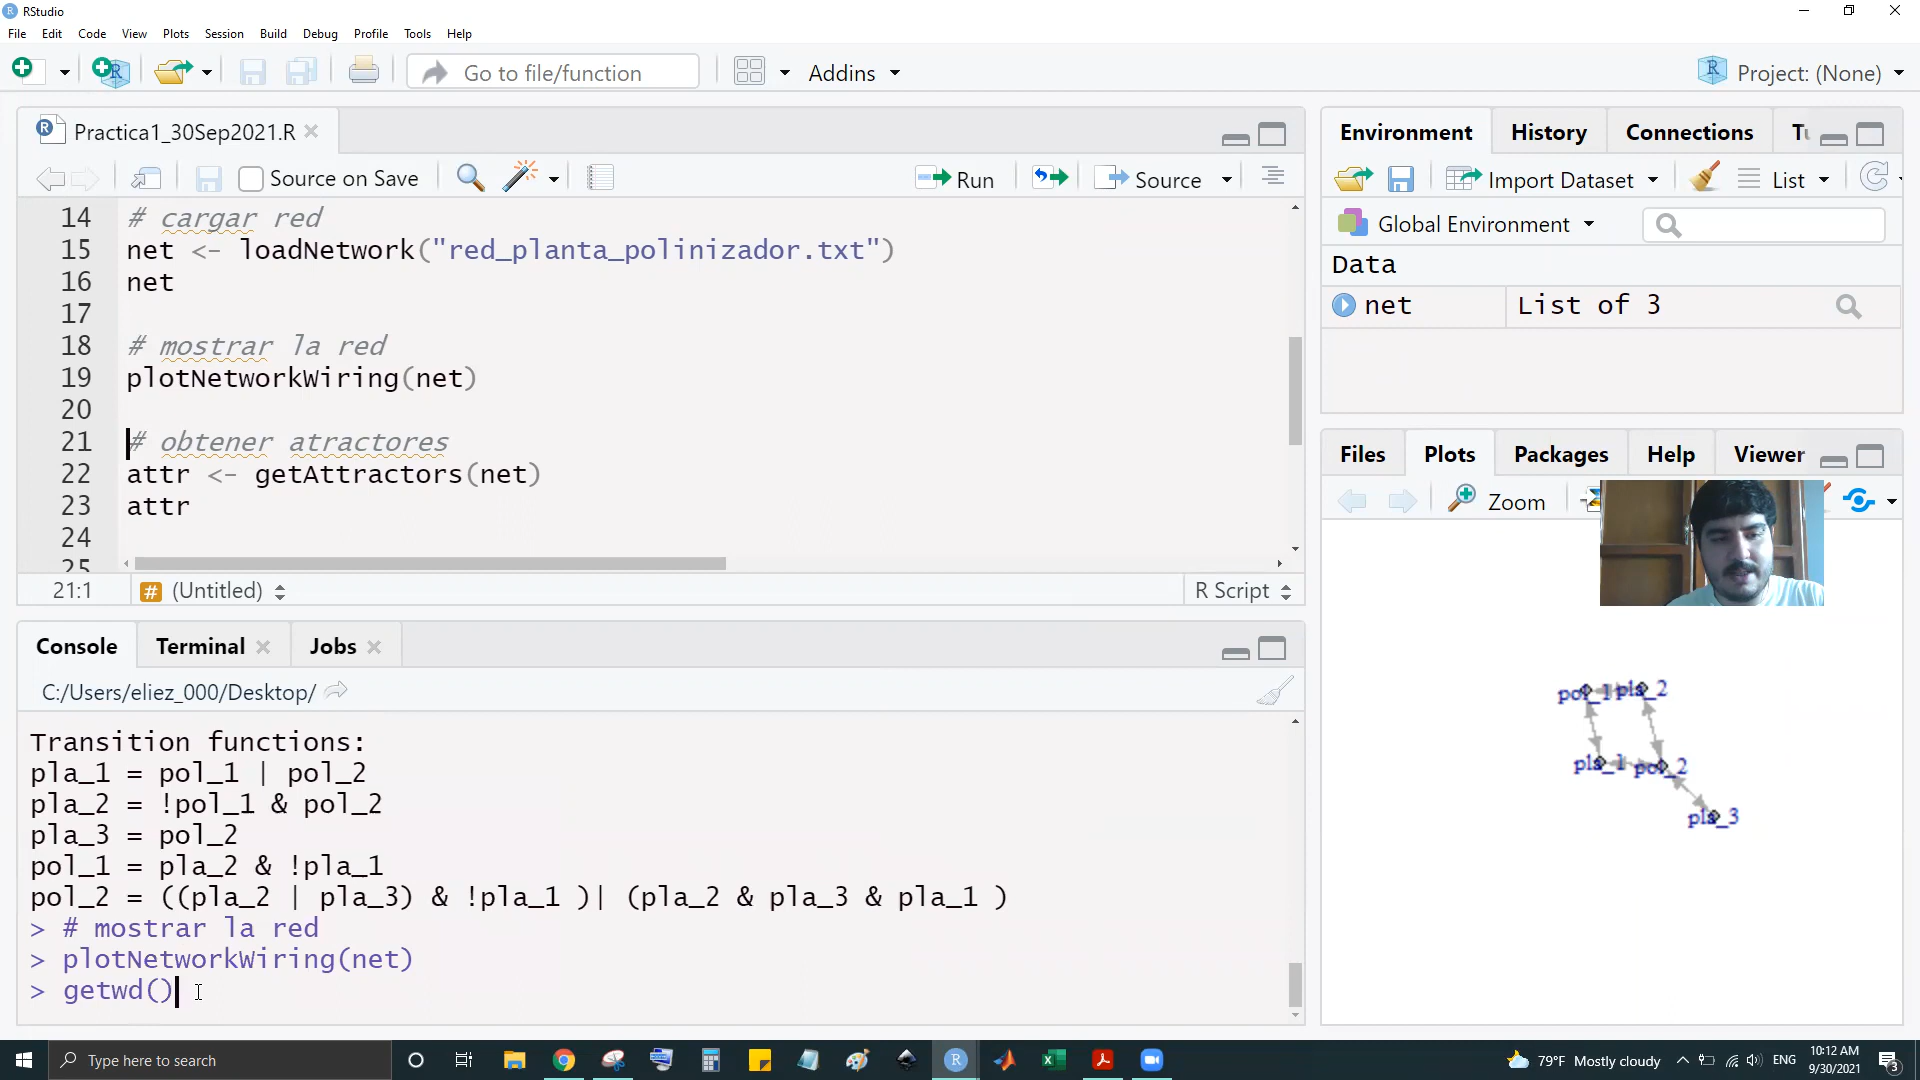 RStudio
File Edit Code View Plots Session Build Debug Profile Tools Help
Go to file/function Addins Project: (None)
Practica1_30Sep2021.R
Source on Save Run Source
14 # cargar red
15 net <- loadNetwork("red_planta_polinizador.txt")
16 net
17
18 # mostrar la red
19 plotNetworkWiring(net)
20
21 # obtener atractores
22 attr <- getAttractors(net)
23 attr
24
25
21:1 # (Untitled) R Script
Console Terminal Jobs
C:/Users/eliez_000/Desktop/
Transition functions:
pla_1 = pol_1 | pol_2
pla_2 = !pol_1 & pol_2
pla_3 = pol_2
pol_1 = pla_2 & !pla_1
pol_2 = ((pla_2 | pla_3) & !pla_1 )| (pla_2 & pla_3 & pla_1 )
> # mostrar la red
> plotNetworkWiring(net)
> getwd()
Environment History Connections
Import Dataset List
Global Environment
Data
net List of 3
Files Plots Packages Help Viewer
Zoom
pol_1 pla_2
pla_1 pol_2
pla_3
Type here to search
79°F Mostly cloudy ENG 10:12 AM
9/30/2021 3